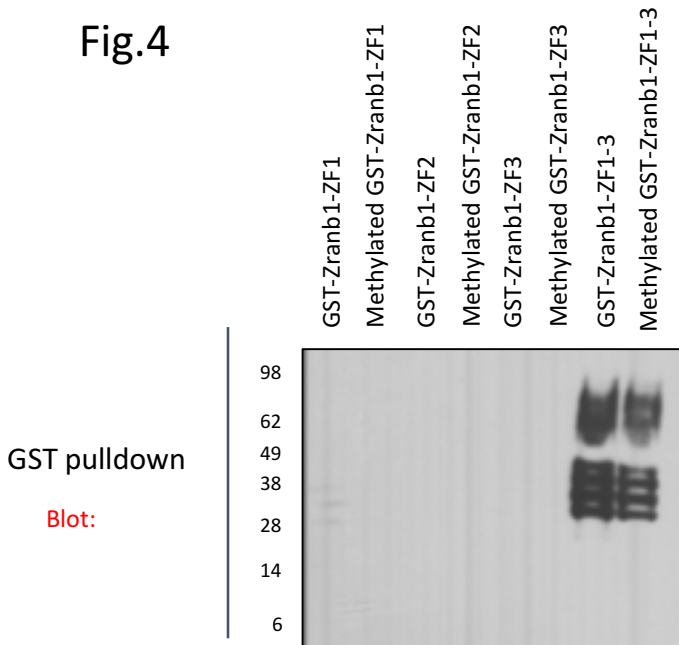 Fig.4
GST-Zranb1-ZF1
Methylated GST-Zranb1-ZF1
GST-Zranb1-ZF2
Methylated GST-Zranb1-ZF2
GST-Zranb1-ZF3
Methylated GST-Zranb1-ZF3
GST-Zranb1-ZF1-3
Methylated GST-Zranb1-ZF1-3
98
62
49
38
28
14
6
GST pulldown
Blot: